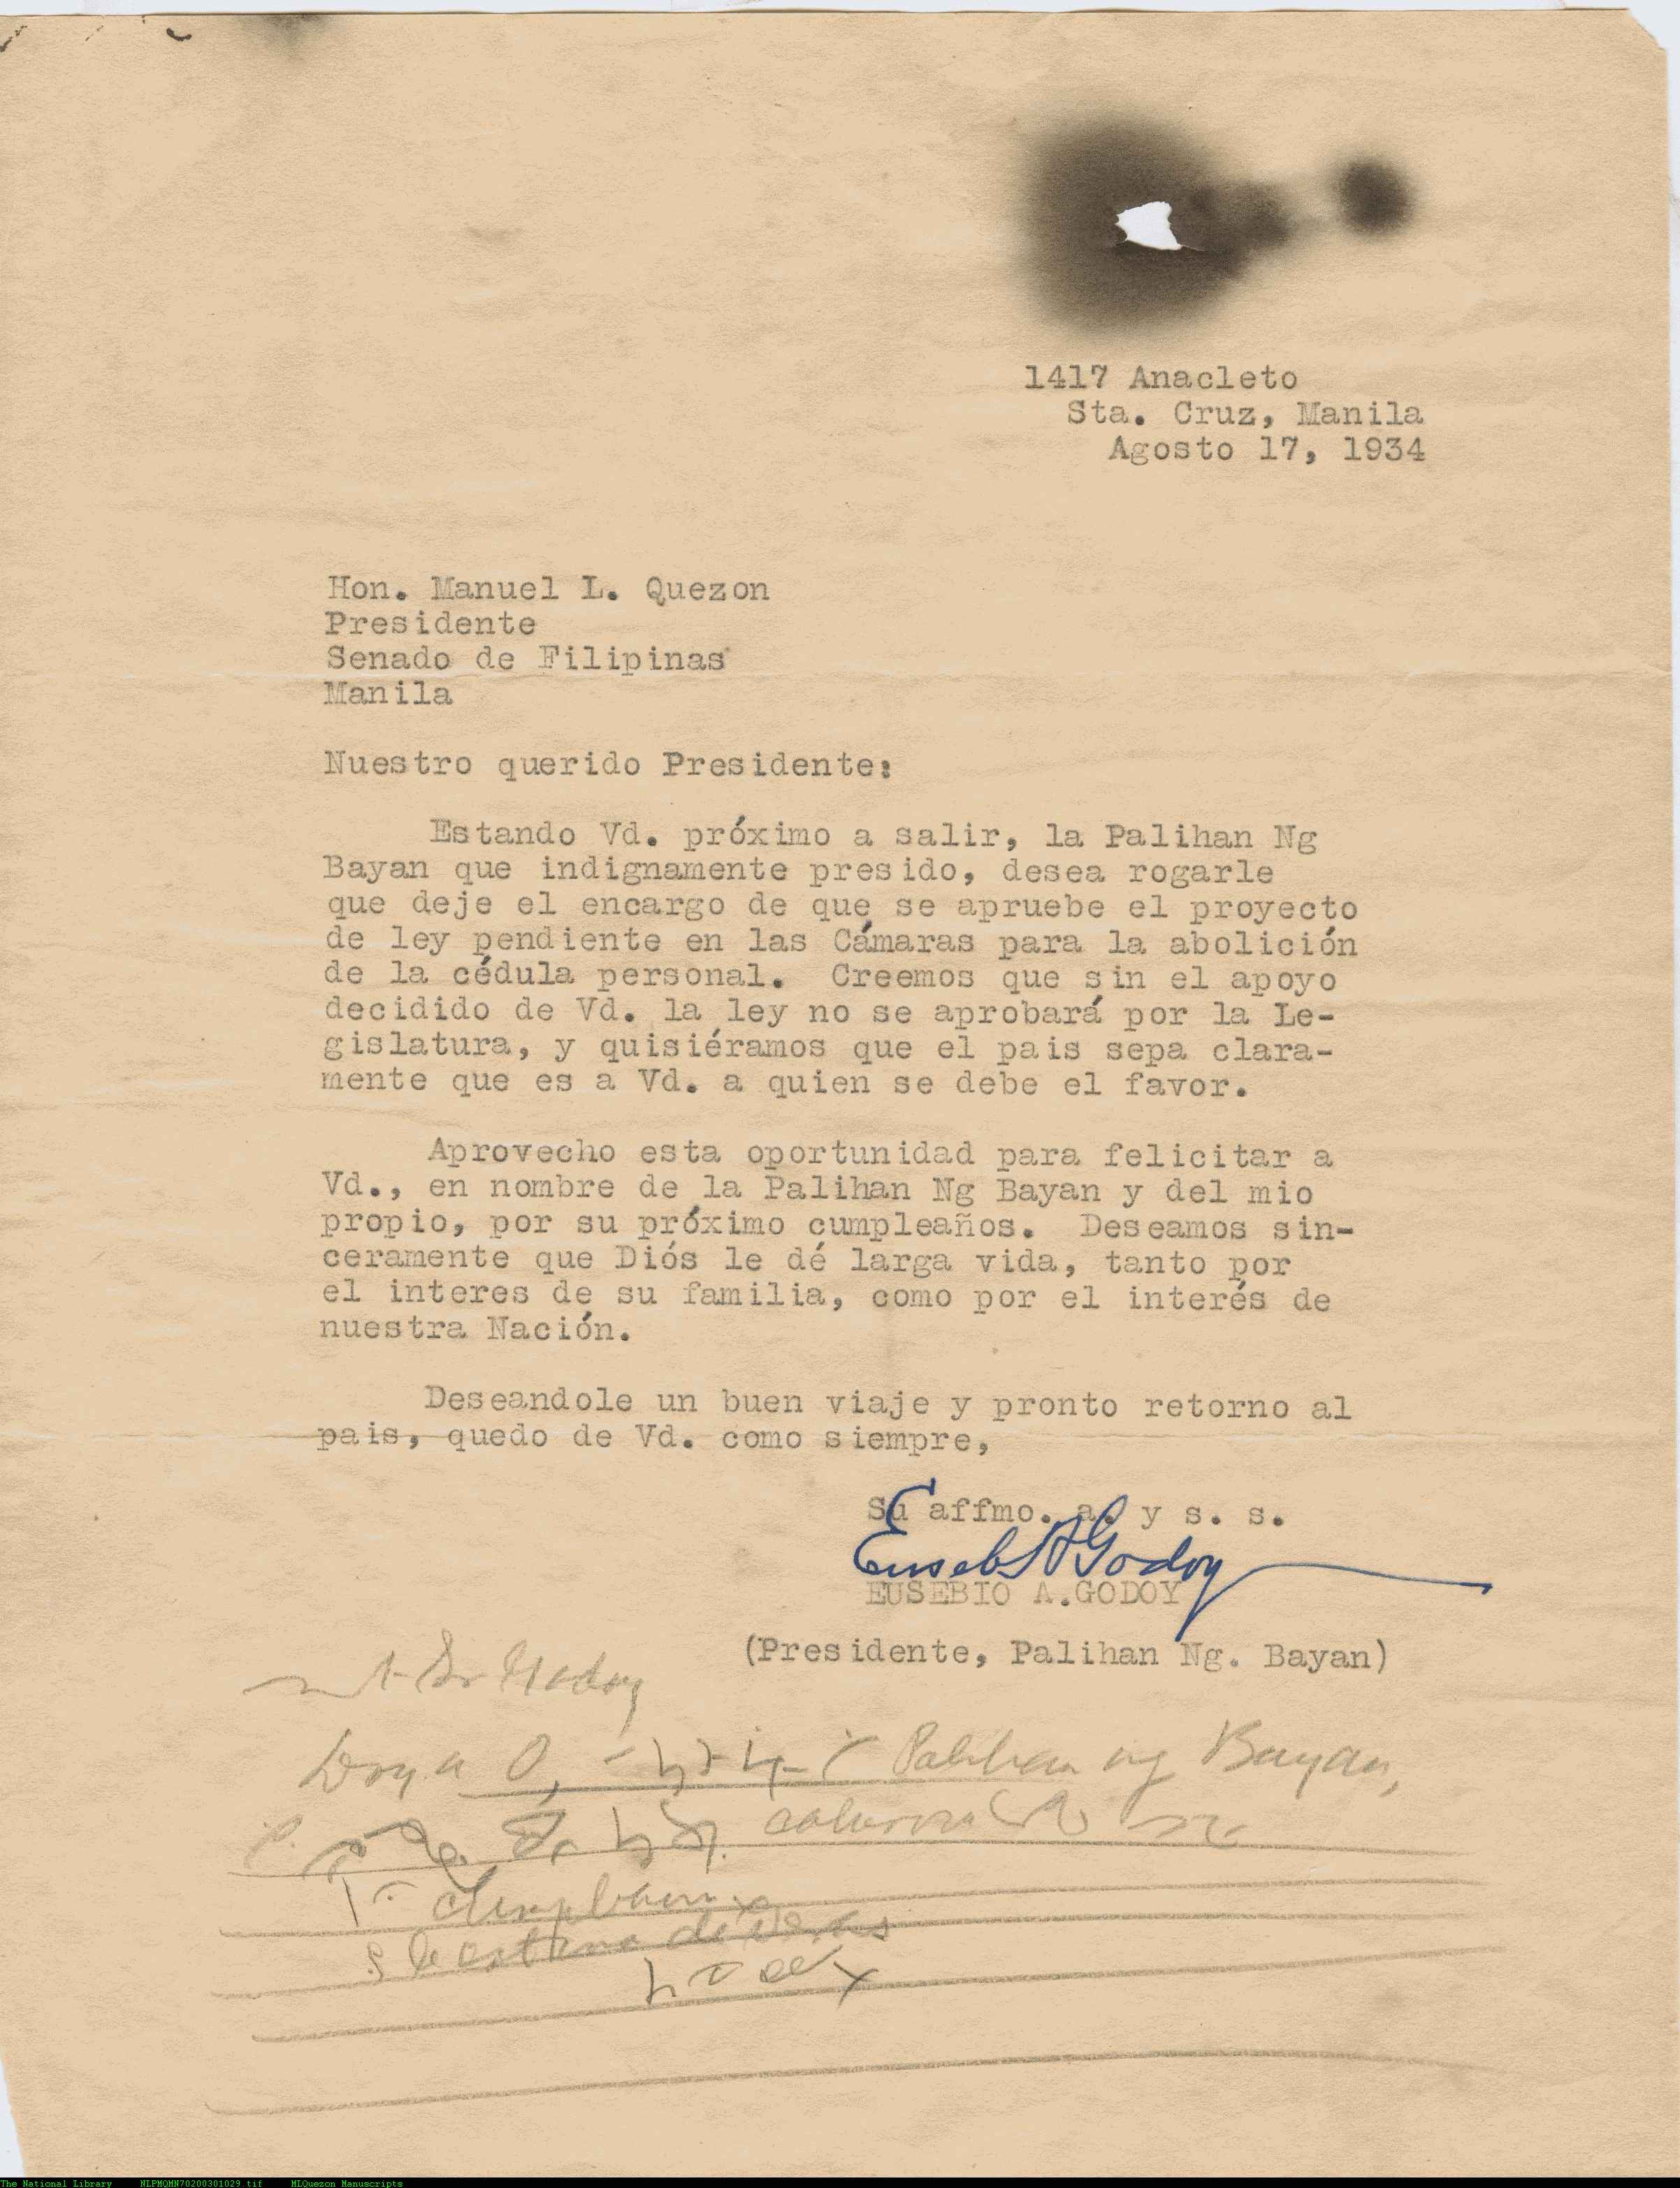 1417 Anacleto
Sta. Cruz, Manila
Agosto 17, 1934
Hon. Manuel L. Quezon
Presidente
Senado de Filipinas
Manila
Nuestro querido Presidente:
Estando Vd. próximo a salir, la Palihan Ng
Bayan que indignamente presido, desea rogarle
que deje el encargo de que se apruebe el proyecto
de ley pendiente en las Cámaras para la abolición
de la cédula personal. Creemos que sin el apoyo
decidido de Vd. la ley no se aprobará por la Le-
gislatura, y quisiéramos que el pais sepa clara-
mente que es a Vd. a quien se debe el favor.
Aprovecho esta oportunidad para felicitar a
Vd., en nombre de la Palihan Ng Bayan y del mio
propio, por su próximo cumpleaños. Deseamos sin-
ceramente que Diós le dé larga vida, tanto por
el interes de su familia, como por el interés de
nuestra Nación.
Deseandole un buen viaje y pronto retorno al
pais, quedo de Vd. como siempre,
Su affmo. a. y s. s.
Eusebio A Godoy
EUSEBIO A.GODOY
(Presidente, Palihan Ng. Bayan)
Godoy
Palihan ng Bayan,
The National Library NLPMQMN70200301029.tif MLQuezon Manuscripts